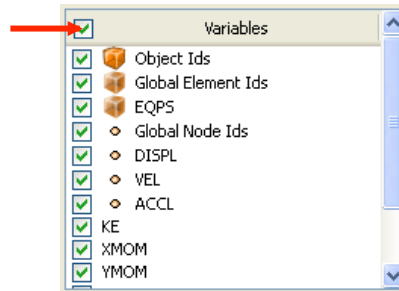 Variables
Object Ids
Global Element Ids
EQPS
Global Node Ids
DISPL
VEL
ACCL
KE
XMOM
YMOM